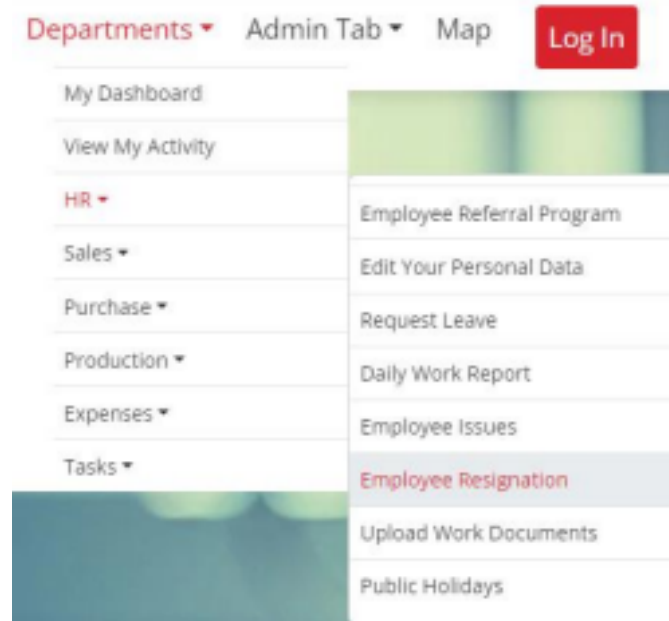 Departments Admin Tab Map Log In
My Dashboard
View My Activity
HR
Sales
Purchase
Production
Expenses
Tasks
Employee Referral Program
Edit Your Personal Data
Request Leave
Daily Work Report
Employee Issues
Employee Resignation
Upload Work Documents
Public Holidays